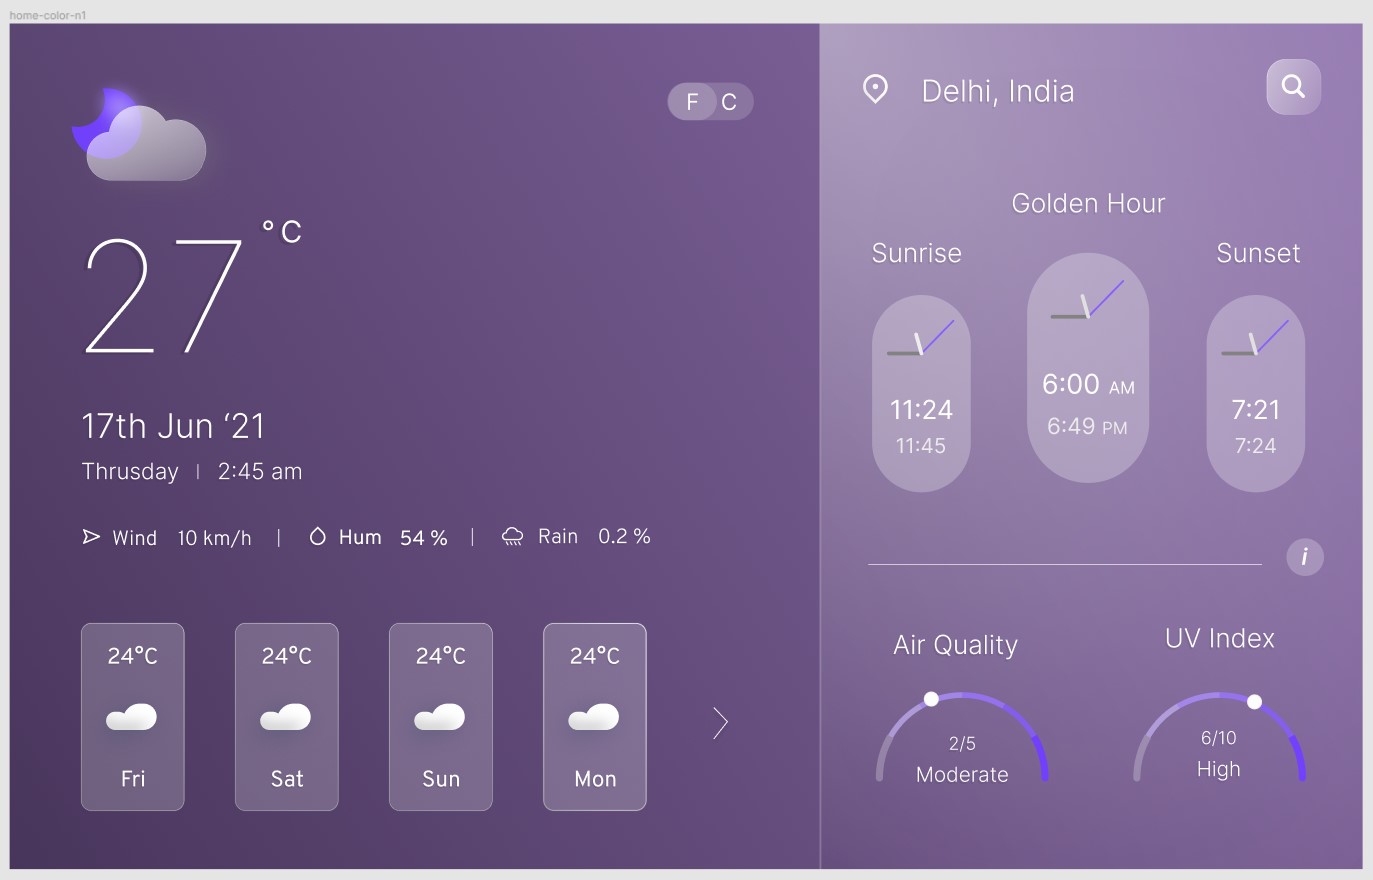 home-color-n1
F C
27 °C
17th Jun ‘21
Thrusday | 2:45 am
Wind 10 km/h | Hum 54 % | Rain 0.2 %
24°C 24°C 24°C 24°C
Fri Sat Sun Mon
Delhi, India
Golden Hour
Sunrise
Sunset
6:00 AM
6:49 PM
11:24
11:45
7:21
7:24
i
Air Quality
2/5
Moderate
UV Index
6/10
High